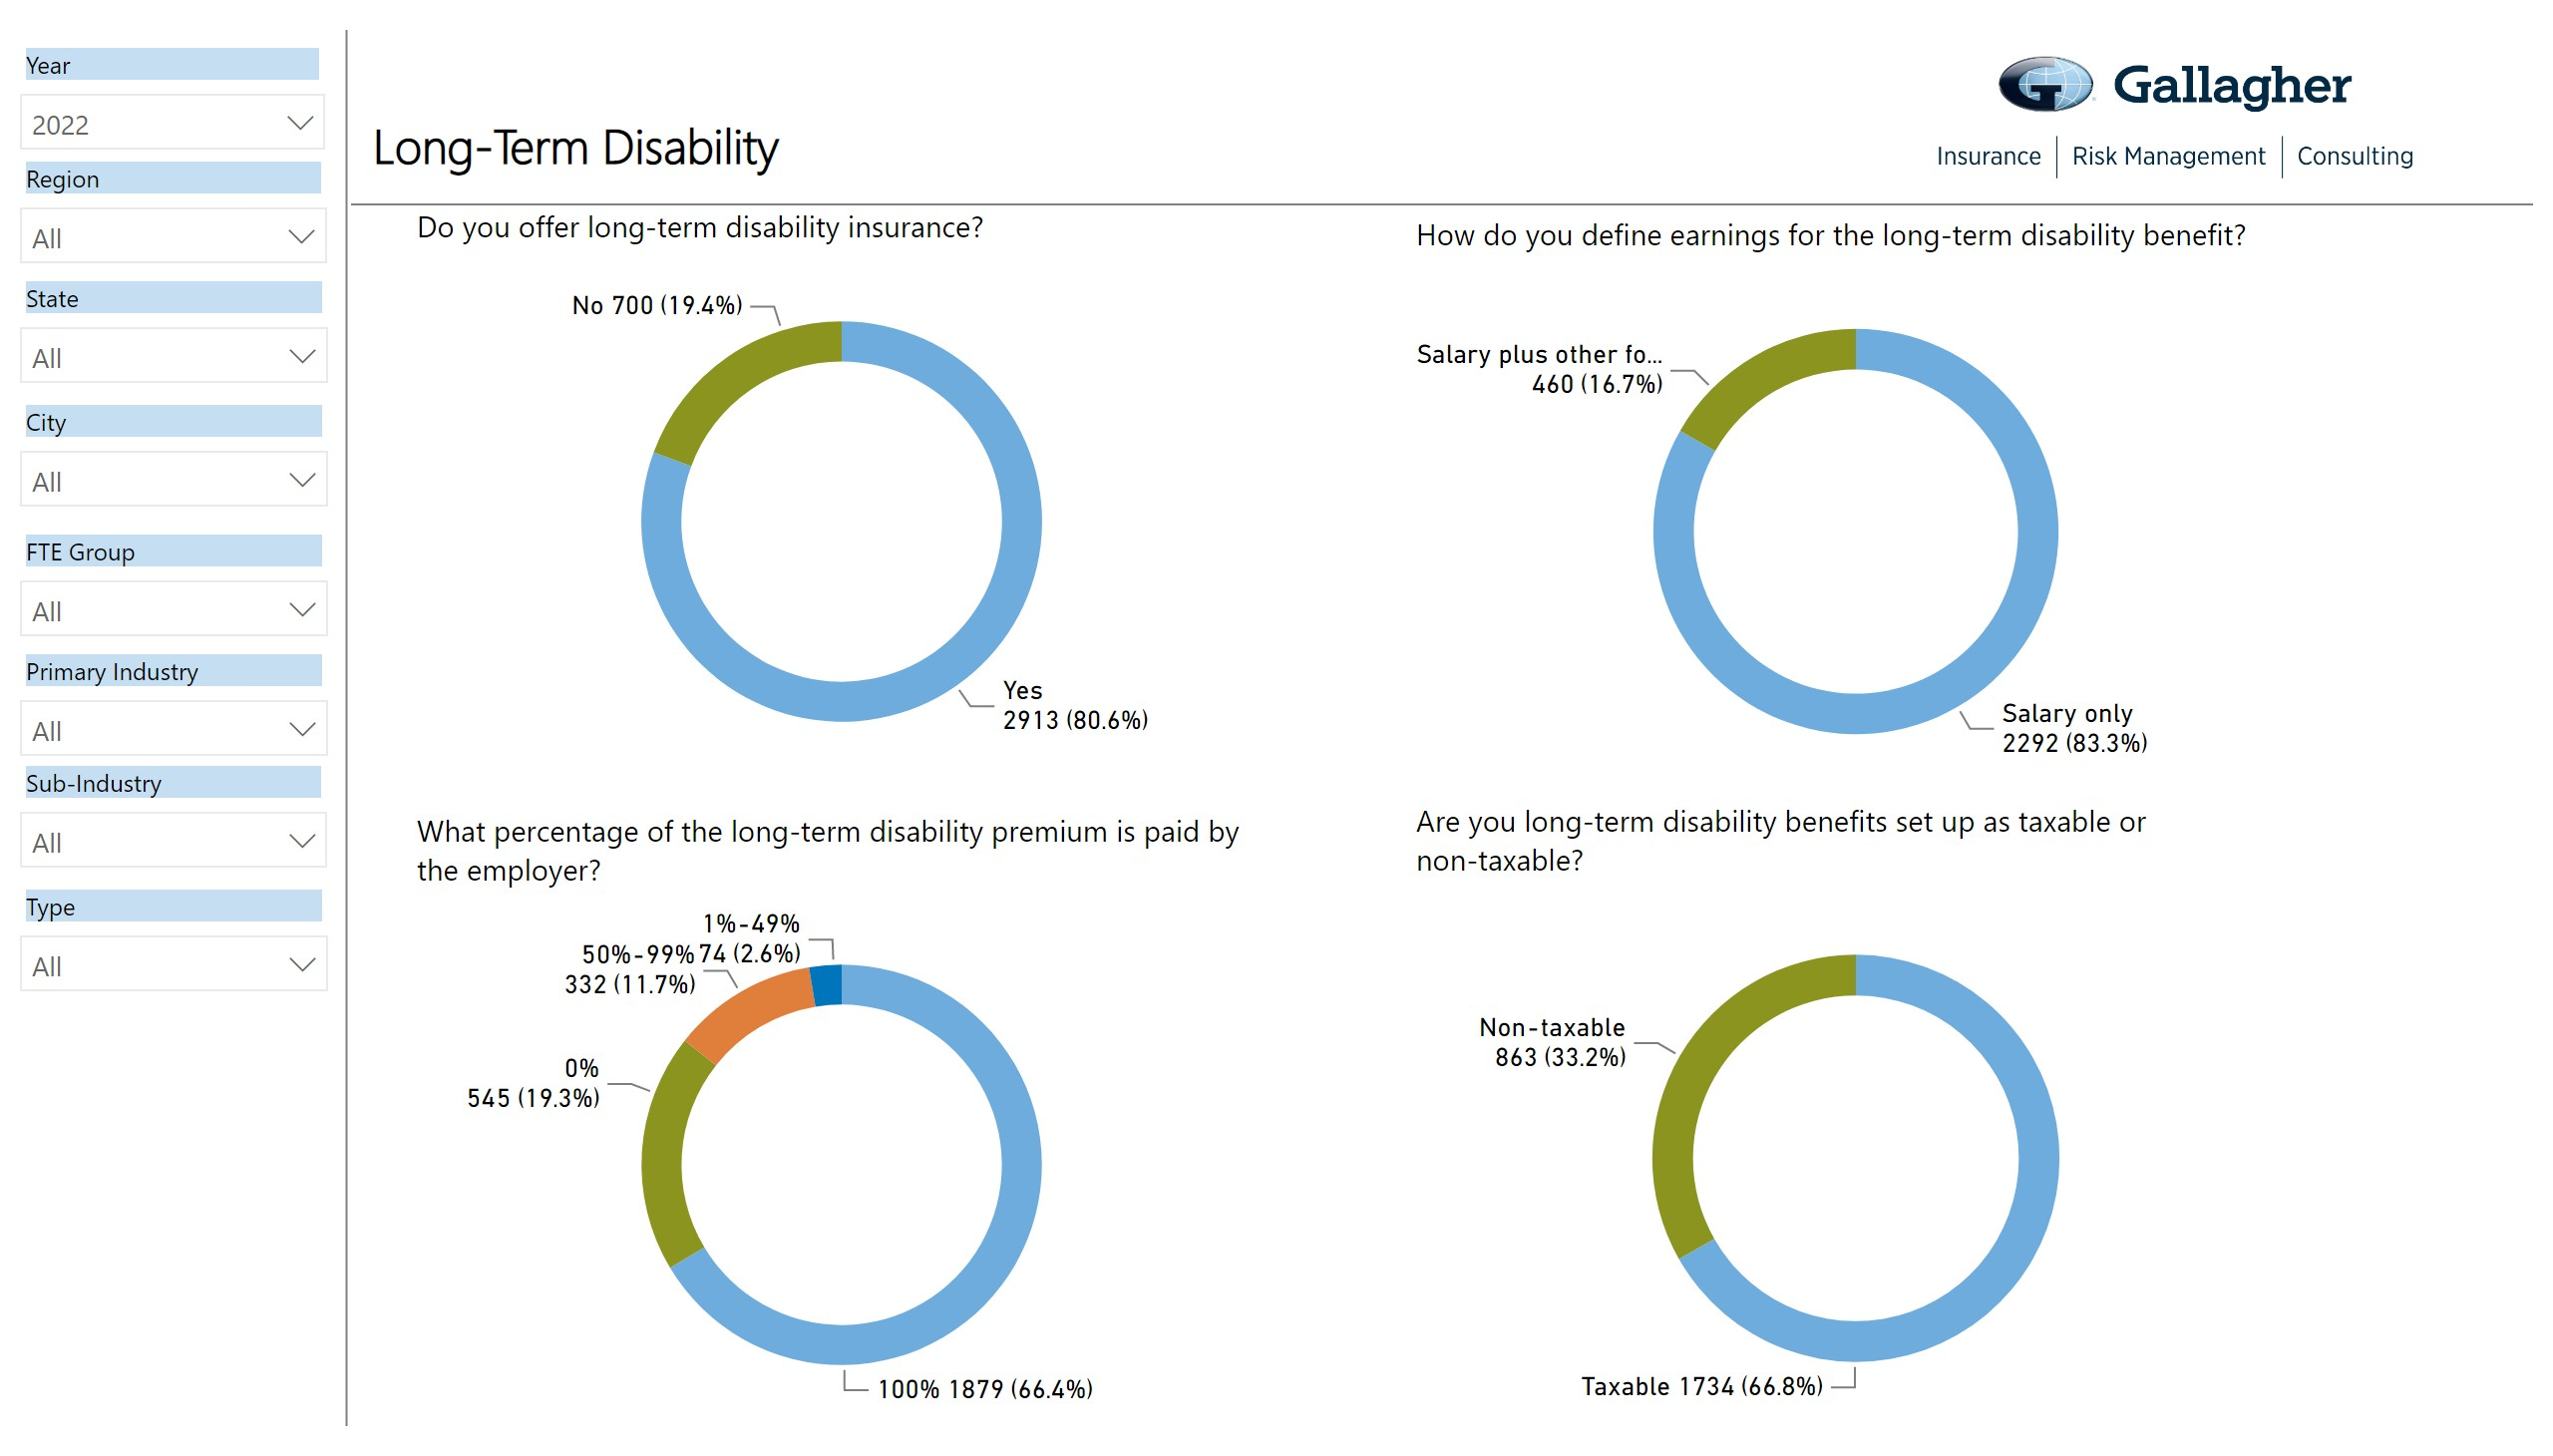 Year
2022
Region
All
State
All
City
All
FTE Group
All
Primary Industry
All
Sub-Industry
All
Type
All
Long-Term Disability
Gallagher
Insurance | Risk Management | Consulting
Do you offer long-term disability insurance?
No 700 (19.4%)
Yes
2913 (80.6%)
How do you define earnings for the long-term disability benefit?
Salary plus other fo...
460 (16.7%)
Salary only
2292 (83.3%)
What percentage of the long-term disability premium is paid by
the employer?
1%-49%
74 (2.6%)
50%-99%
332 (11.7%)
0%
545 (19.3%)
100% 1879 (66.4%)
Are you long-term disability benefits set up as taxable or
non-taxable?
Non-taxable
863 (33.2%)
Taxable 1734 (66.8%)